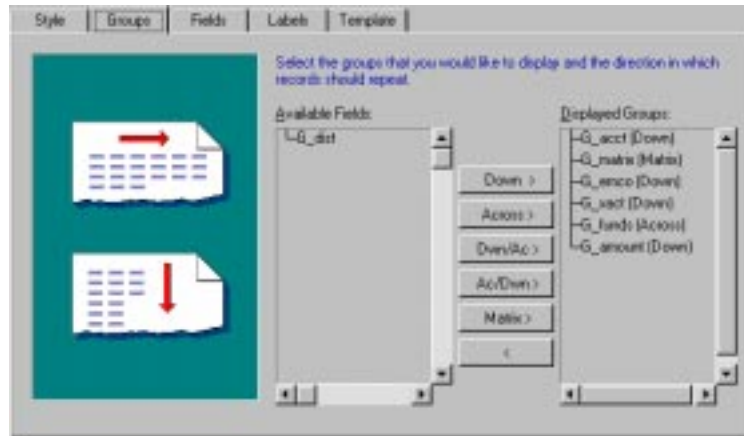 Style Groups Fields Labels Template
Select the groups that you would like to display and the direction in which
records should repeat.
Available Fields:
G_dist
Down >
Across >
Dwn/Ac >
Ac/Dwn >
Matrix >
<
Displayed Groups:
G_acct (Down)
G_matrix (Matrix)
G_emco (Down)
G_xact (Down)
G_funds (Across)
G_amount (Down)